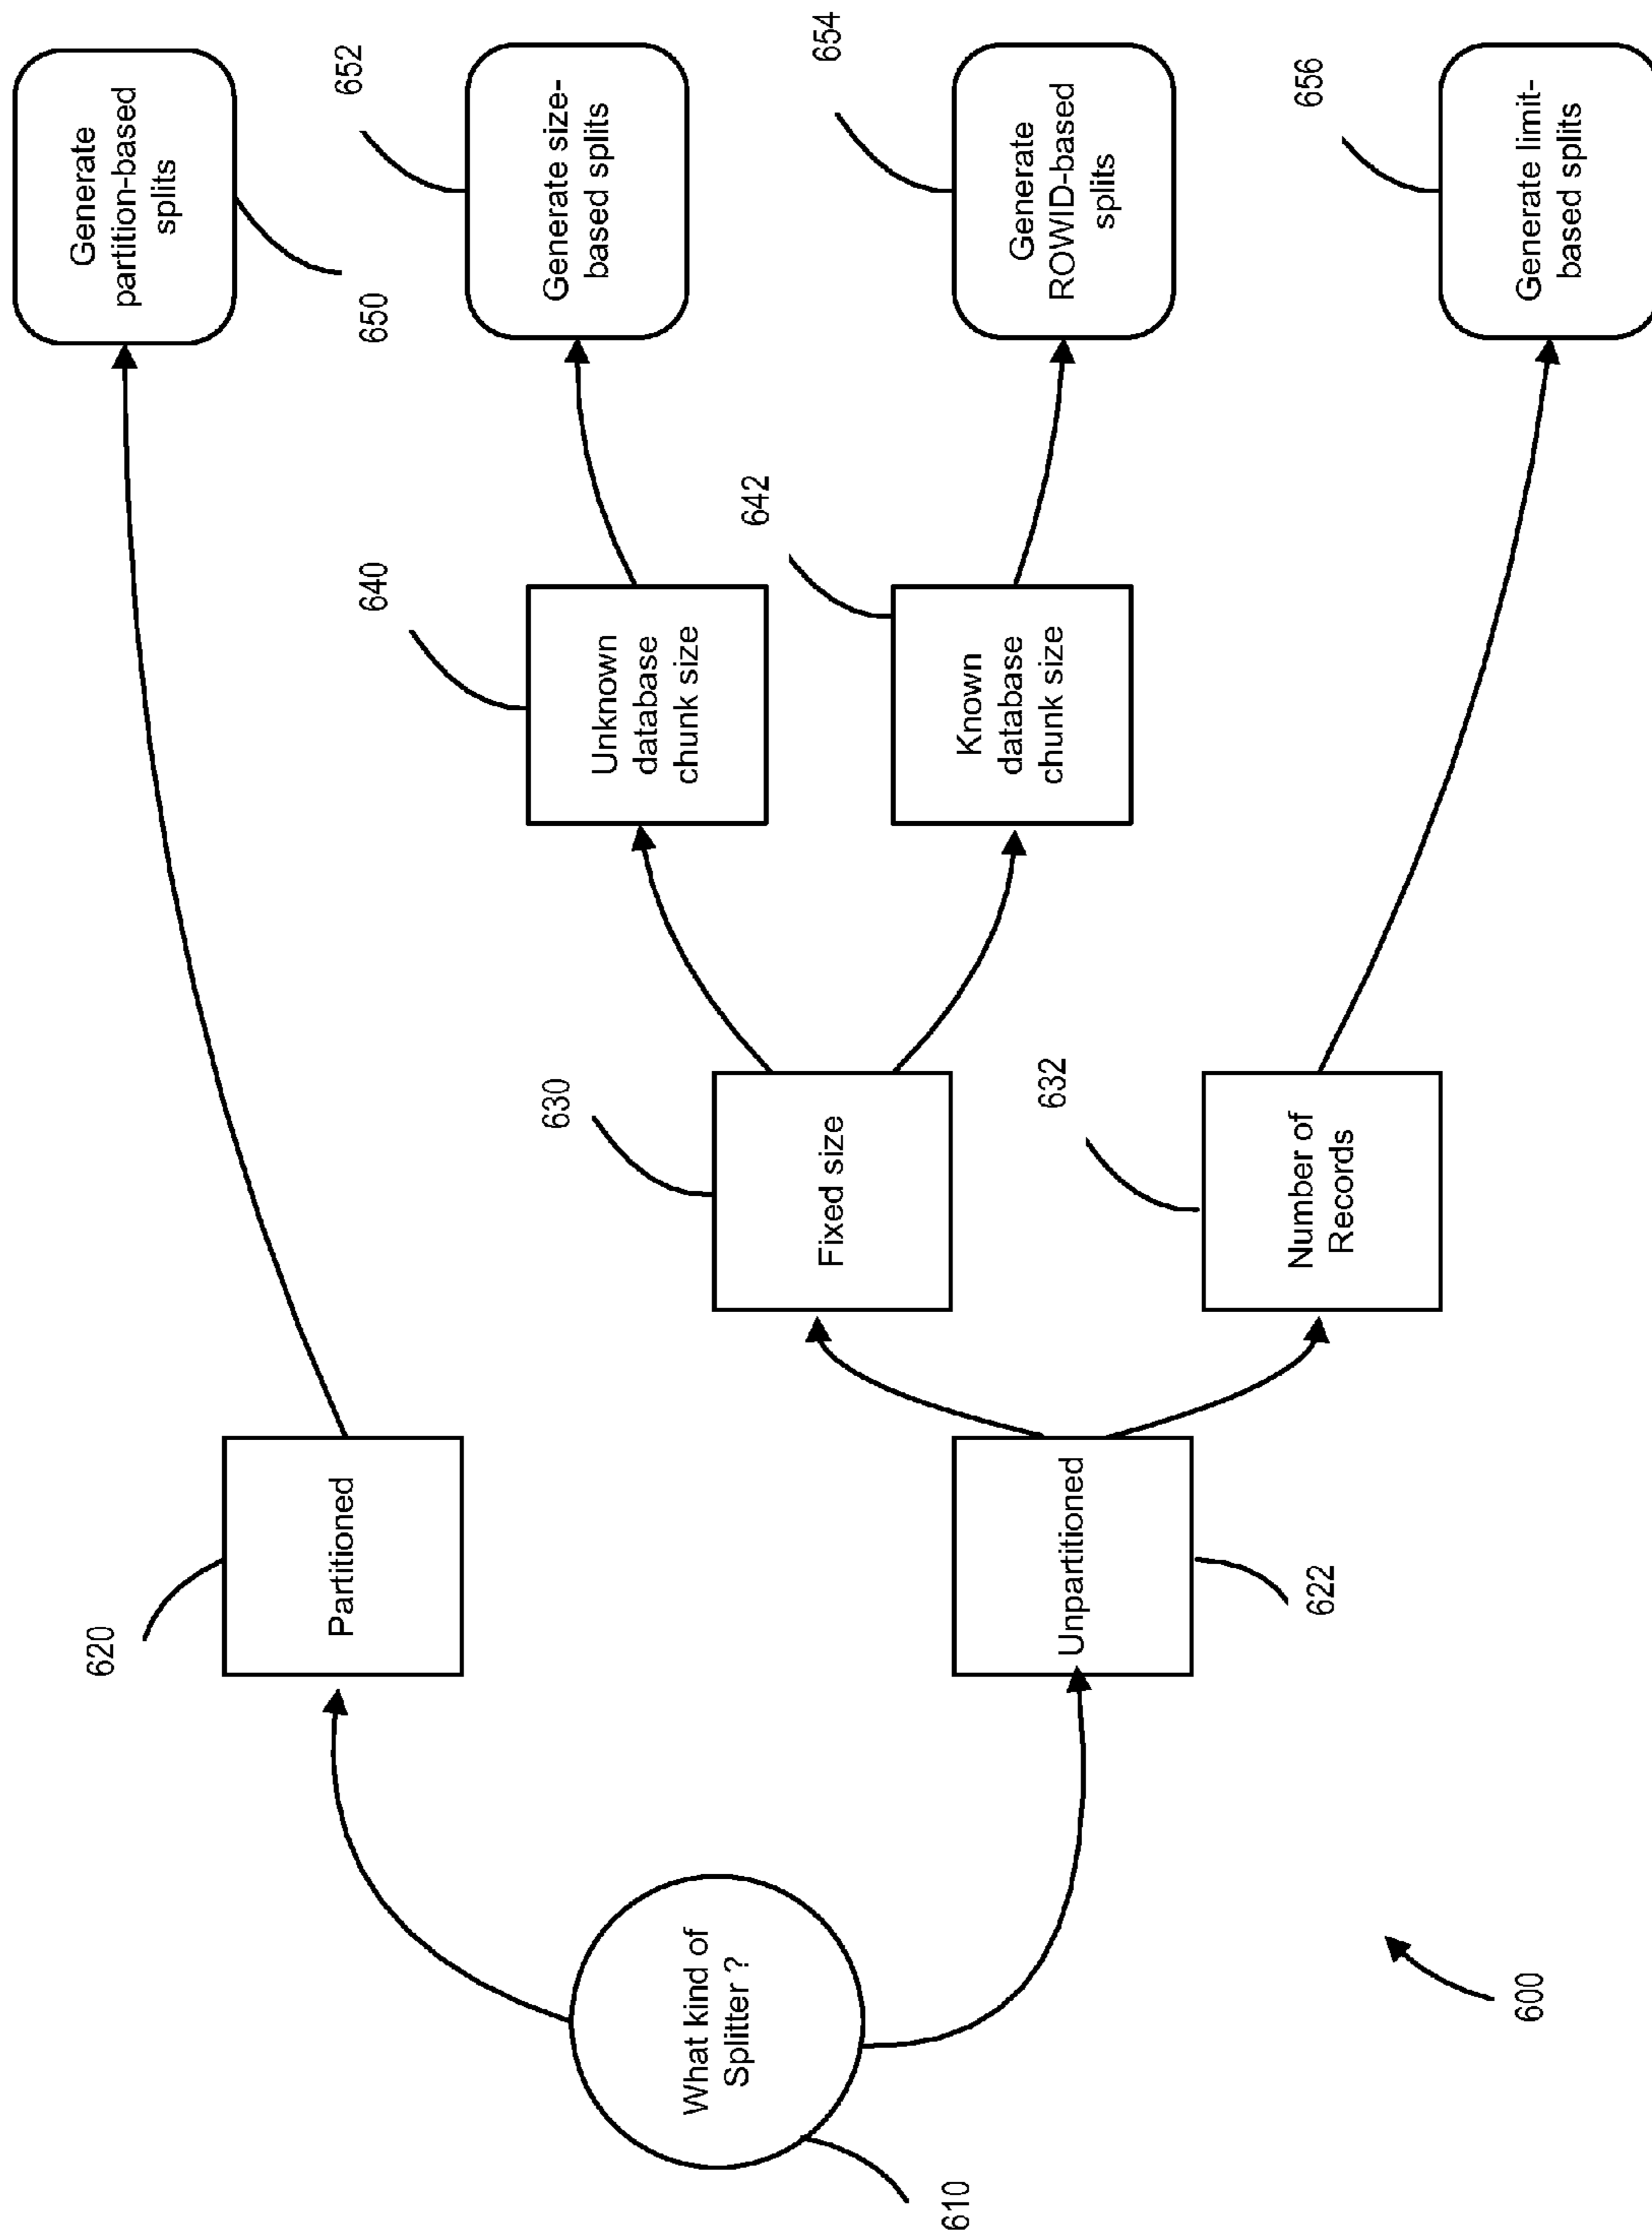 What kind of
Splitter ?
610
Partitioned
620
Unpartitioned
622
Fixed size
630
Number of
Records
632
Unknown
database
chunk size
640
Known
database
chunk size
642
Generate
partition-based
splits
650
Generate size-
based splits
652
Generate
ROWID-based
splits
654
Generate limit-
based splits
656
600